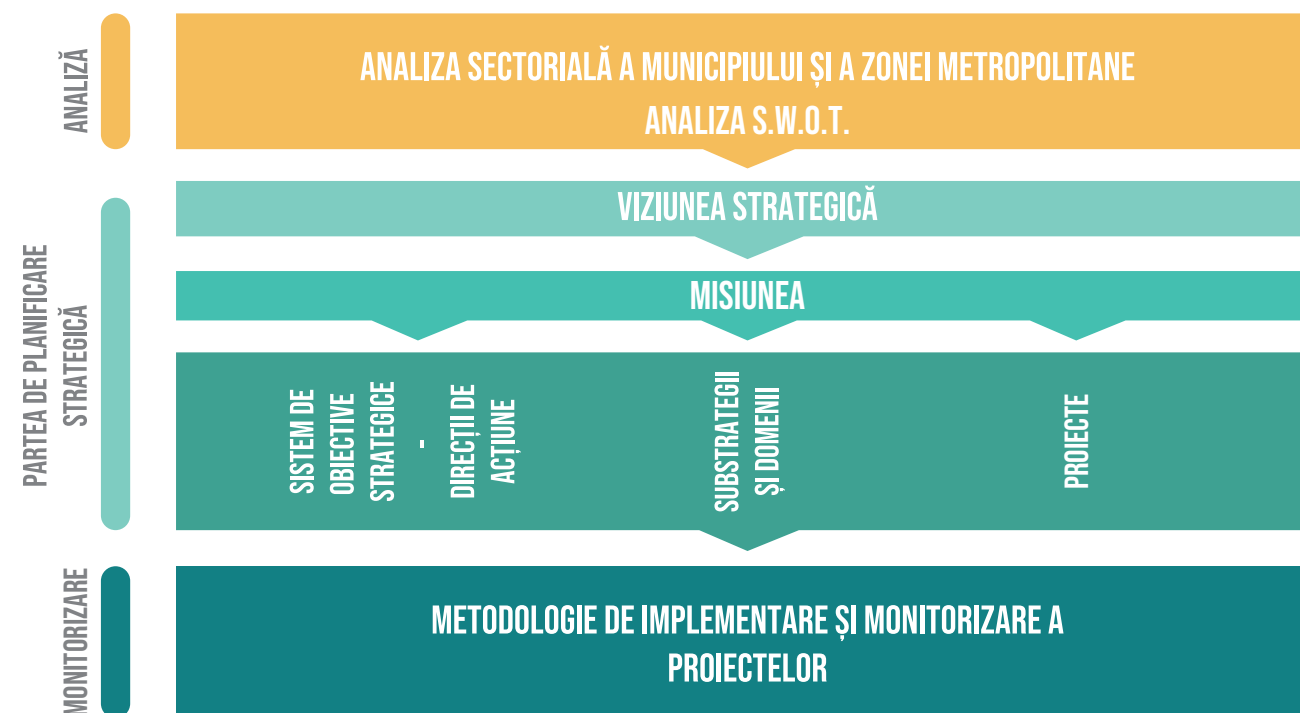 ANALIZĂ
ANALIZA SECTORIALĂ A MUNICIPIULUI ȘI A ZONEI METROPOLITANE
ANALIZA S.W.O.T.
PARTEA DE PLANIFICARE
STRATEGICĂ
VIZIUNEA STRATEGICĂ
MISIUNEA
SISTEM DE
OBIECTIVE
STRATEGICE
-
DIRECȚII DE
ACȚIUNE
SUBSTRATEGII
ȘI DOMENII
PROIECTE
MONITORIZARE
METODOLOGIE DE IMPLEMENTARE ȘI MONITORIZARE A
PROIECTELOR